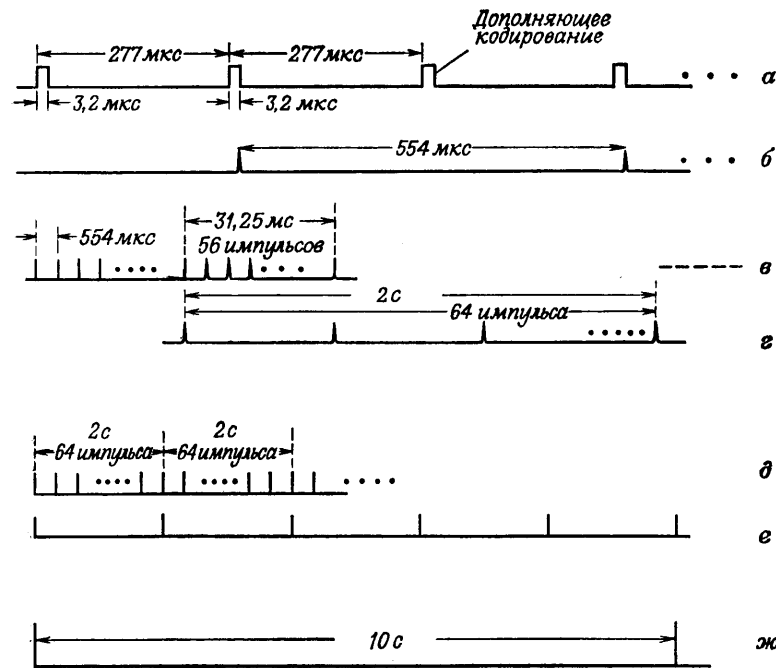 Дополняющее
кодирование
277 мкс 277 мкс
3,2 мкс 3,2 мкс
а
554 мкс
б
31,25 мс
554 мкс 56 импульсов
в
2 с
64 импульса
г
2 с 2 с
64 импульса 64 импульса
д
е
10 с
ж